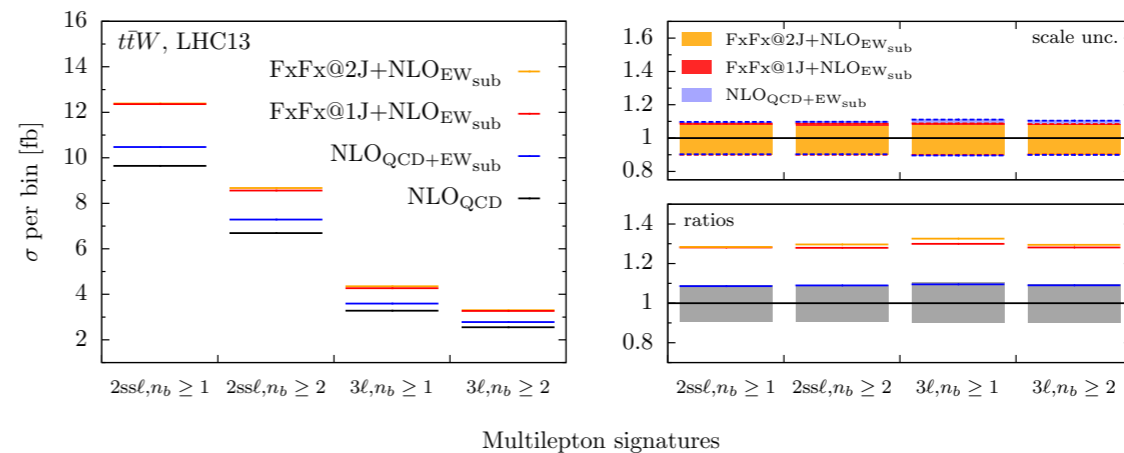 tt̄W, LHC13
FxFx@2J+NLO_EW_sub
FxFx@1J+NLO_EW_sub
NLO_QCD+EW_sub
NLO_QCD
σ per bin [fb]
16
14
12
10
8
6
4
2
2ssℓ,n_b ≥ 1
2ssℓ,n_b ≥ 2
3ℓ,n_b ≥ 1
3ℓ,n_b ≥ 2
scale unc.
FxFx@2J+NLO_EW_sub
FxFx@1J+NLO_EW_sub
NLO_QCD+EW_sub
1.6
1.4
1.2
1
0.8
ratios
1.4
1.2
1
0.8
2ssℓ,n_b ≥ 1
2ssℓ,n_b ≥ 2
3ℓ,n_b ≥ 1
3ℓ,n_b ≥ 2
Multilepton signatures